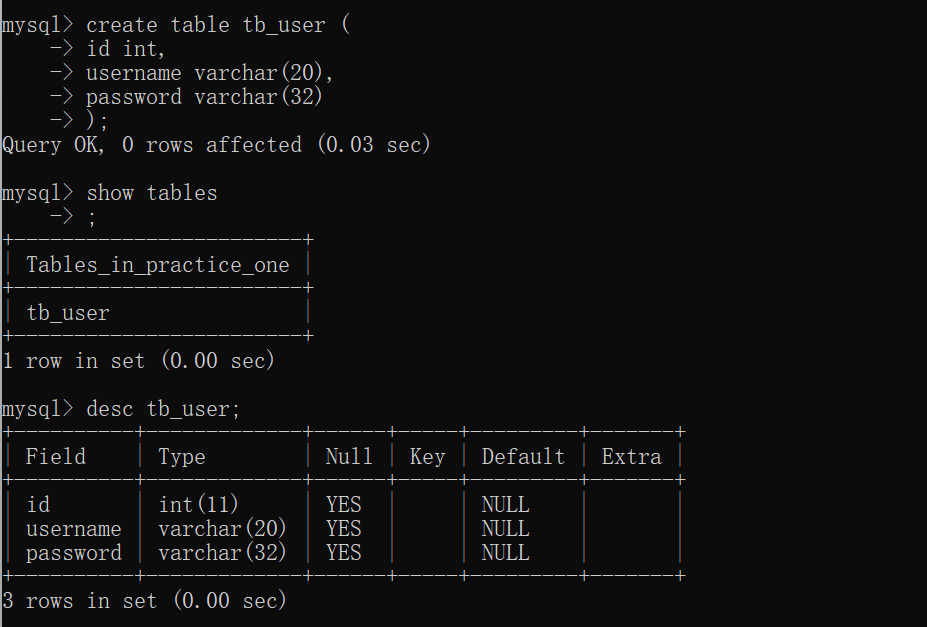 mysql> create table tb_user (
    -> id int,
    -> username varchar(20),
    -> password varchar(32)
    -> );
Query OK, 0 rows affected (0.03 sec)

mysql> show tables
    -> ;
+------------------------+
| Tables_in_practice_one |
+------------------------+
| tb_user                |
+------------------------+
1 row in set (0.00 sec)

mysql> desc tb_user;
+----------+-------------+------+-----+---------+-------+
| Field    | Type        | Null | Key | Default | Extra |
+----------+-------------+------+-----+---------+-------+
| id       | int(11)     | YES  |     | NULL    |       |
| username | varchar(20) | YES  |     | NULL    |       |
| password | varchar(32) | YES  |     | NULL    |       |
+----------+-------------+------+-----+---------+-------+
3 rows in set (0.00 sec)